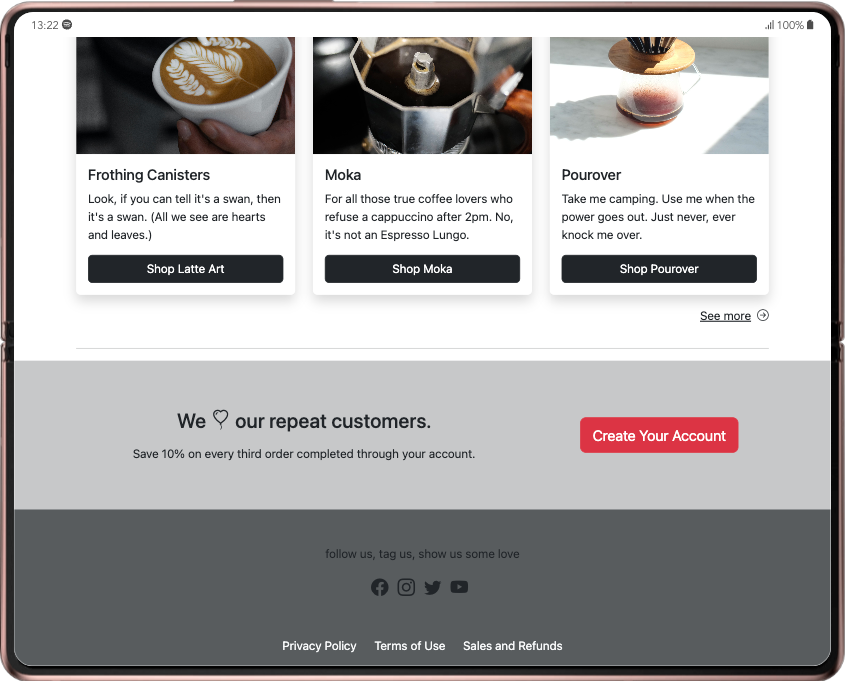 13:22
100%
Frothing Canisters
Look, if you can tell it's a swan, then
it's a swan. (All we see are hearts
and leaves.)
Shop Latte Art
Moka
For all those true coffee lovers who
refuse a cappuccino after 2pm. No,
it's not an Espresso Lungo.
Shop Moka
Pourover
Take me camping. Use me when the
power goes out. Just never, ever
knock me over.
Shop Pourover
See more
We our repeat customers.
Save 10% on every third order completed through your account.
Create Your Account
follow us, tag us, show us some love
Privacy Policy Terms of Use Sales and Refunds